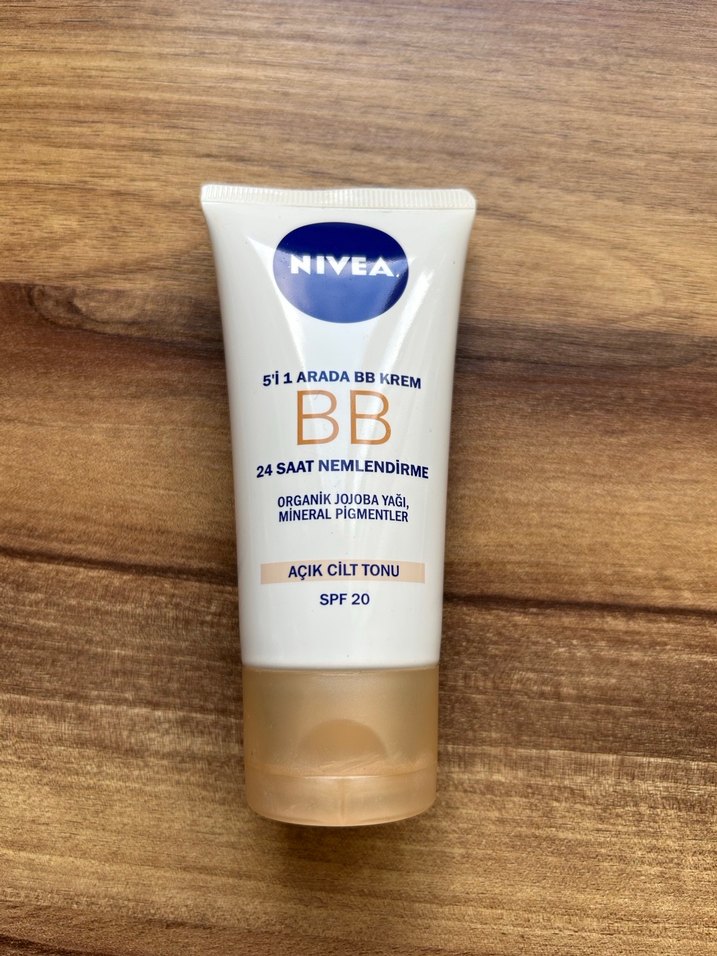 NIVEA
5'İ 1 ARADA BB KREM
BB
24 SAAT NEMLENDİRME
ORGANİK JOJOBA YAĞI,
MİNERAL PİGMENTLER
AÇIK CİLT TONU
SPF 20